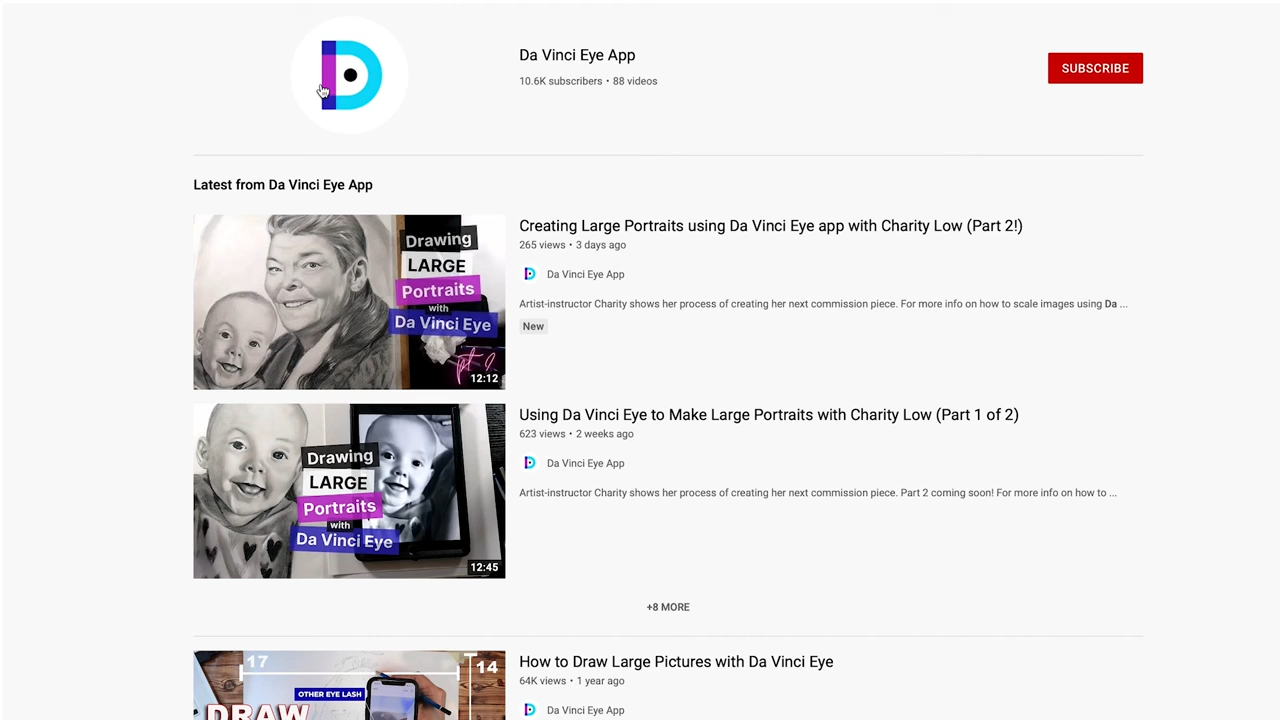 Da Vinci Eye App
10.6K subscribers • 88 videos
SUBSCRIBE
Latest from Da Vinci Eye App
Drawing
LARGE
Portraits
with
Da Vinci Eye
pt 2
12:12
Creating Large Portraits using Da Vinci Eye app with Charity Low (Part 2!)
265 views • 3 days ago
Da Vinci Eye App
Artist-instructor Charity shows her process of creating her next commission piece. For more info on how to scale images using Da ...
New
Drawing
LARGE
Portraits
with
Da Vinci Eye
12:45
Using Da Vinci Eye to Make Large Portraits with Charity Low (Part 1 of 2)
623 views • 2 weeks ago
Da Vinci Eye App
Artist-instructor Charity shows her process of creating her next commission piece. Part 2 coming soon! For more info on how to ...
+8 MORE
17
14
OTHER EYE LASH
DRAW
How to Draw Large Pictures with Da Vinci Eye
64K views • 1 year ago
Da Vinci Eye App